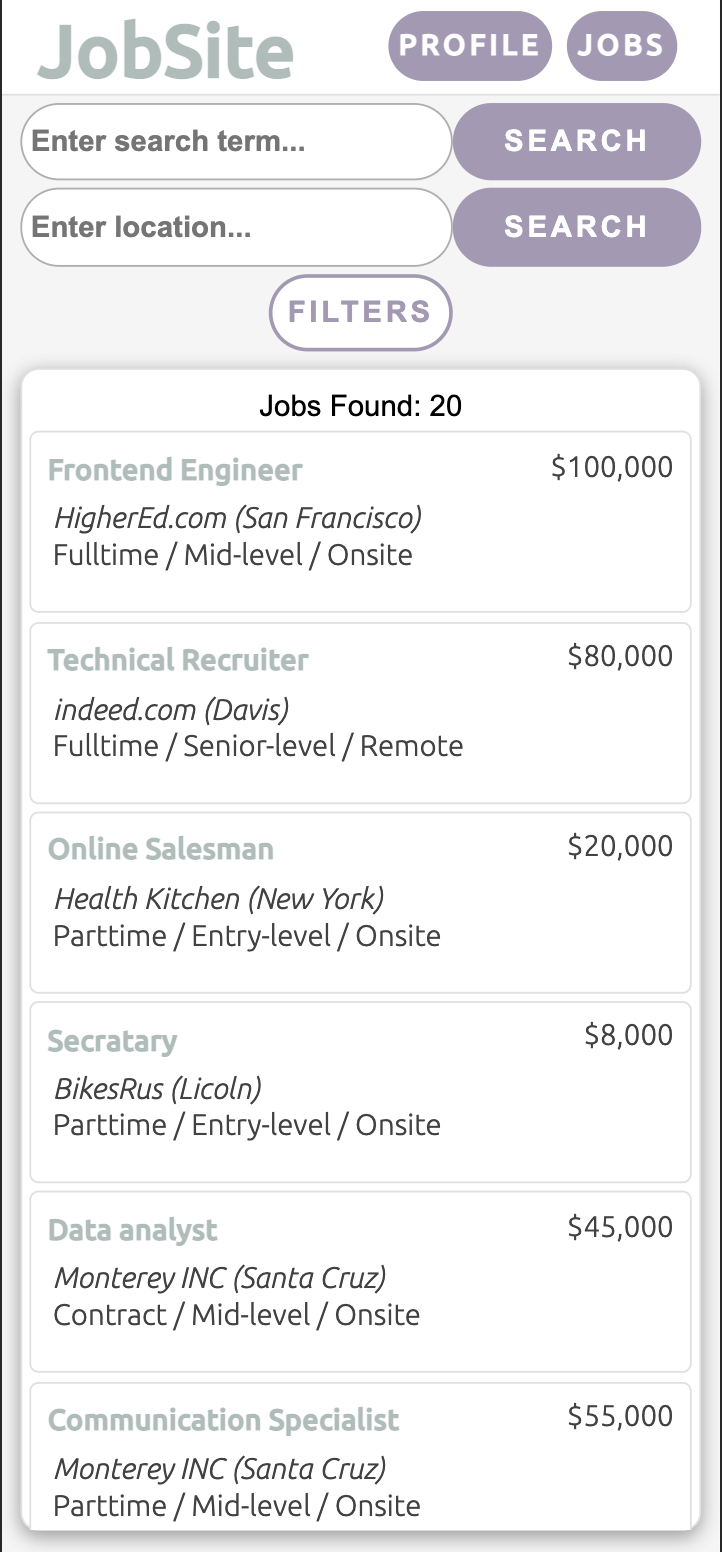 JobSite PROFILE JOBS
Enter search term... SEARCH
Enter location... SEARCH
FILTERS
Jobs Found: 20
Frontend Engineer $100,000
HigherEd.com (San Francisco)
Fulltime / Mid-level / Onsite
Technical Recruiter $80,000
indeed.com (Davis)
Fulltime / Senior-level / Remote
Online Salesman $20,000
Health Kitchen (New York)
Parttime / Entry-level / Onsite
Secratary $8,000
BikesRus (Licoln)
Parttime / Entry-level / Onsite
Data analyst $45,000
Monterey INC (Santa Cruz)
Contract / Mid-level / Onsite
Communication Specialist $55,000
Monterey INC (Santa Cruz)
Parttime / Mid-level / Onsite